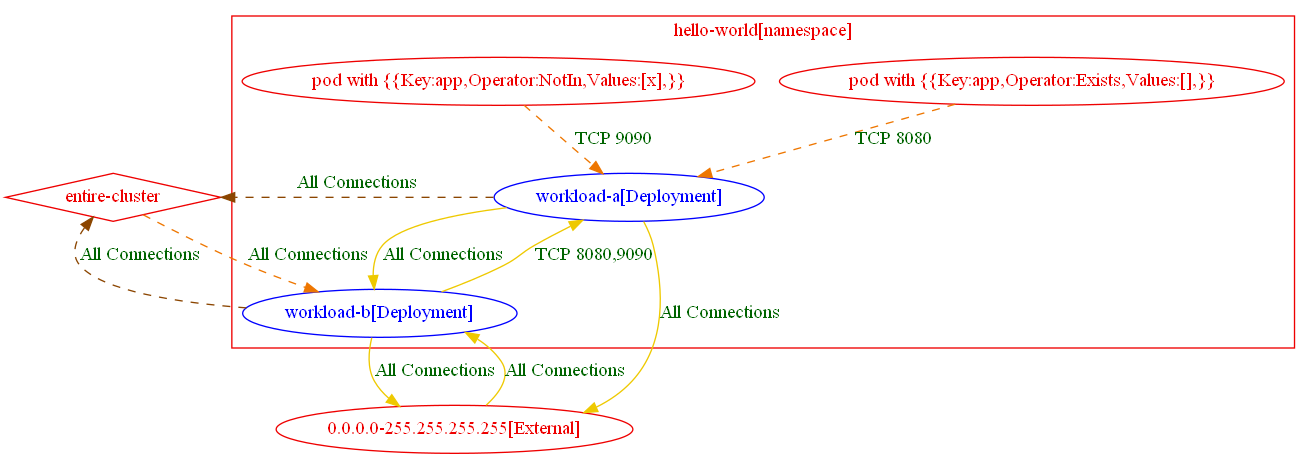 hello-world[namespace]
pod with {{Key:app,Operator:NotIn,Values:[x],}}
pod with {{Key:app,Operator:Exists,Values:[],}}
TCP 9090
TCP 8080
All Connections
entire-cluster
workload-a[Deployment]
All Connections
All Connections
All Connections
TCP 8080,9090
workload-b[Deployment]
All Connections
All Connections
All Connections
0.0.0.0-255.255.255.255[External]